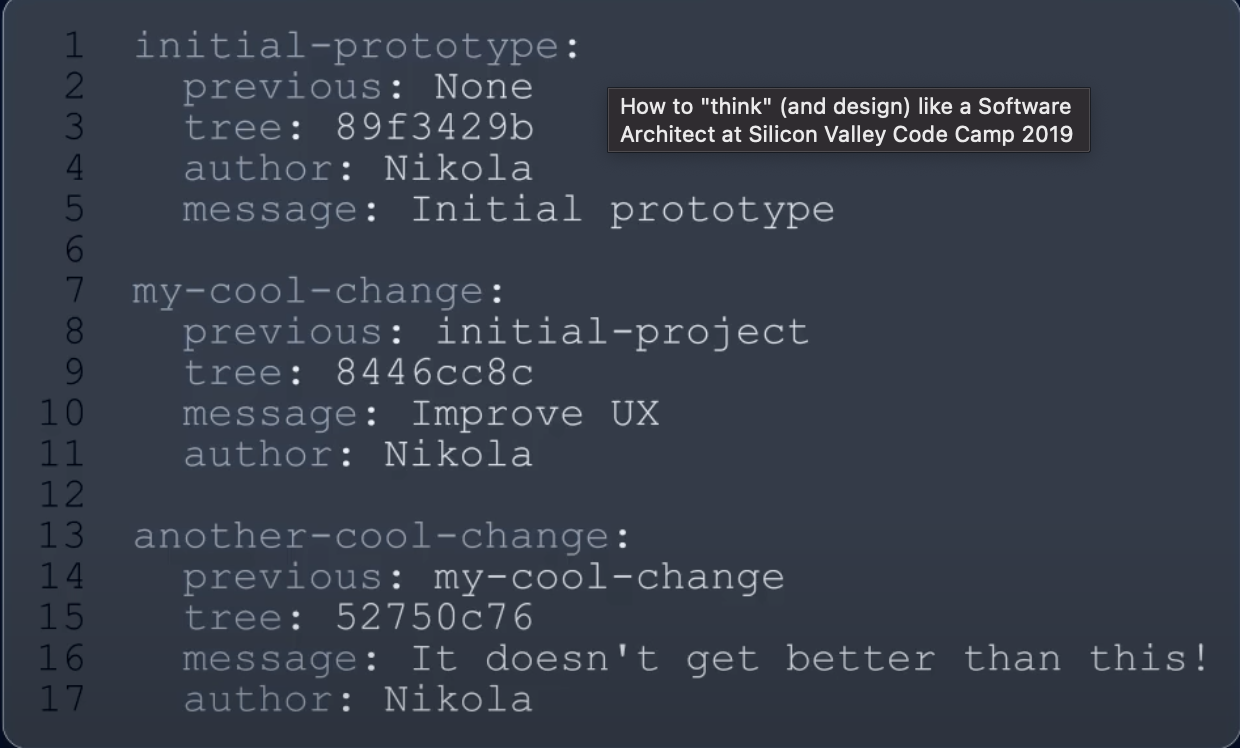 1 initial-prototype:
2 previous: None
How to "think" (and design) like a Software
Architect at Silicon Valley Code Camp 2019
3 tree: 89f3429b
4 author: Nikola
5 message: Initial prototype
6
7 my-cool-change:
8 previous: initial-project
9 tree: 8446cc8c
10 message: Improve UX
11 author: Nikola
12
13 another-cool-change:
14 previous: my-cool-change
15 tree: 52750c76
16 message: It doesn't get better than this!
17 author: Nikola